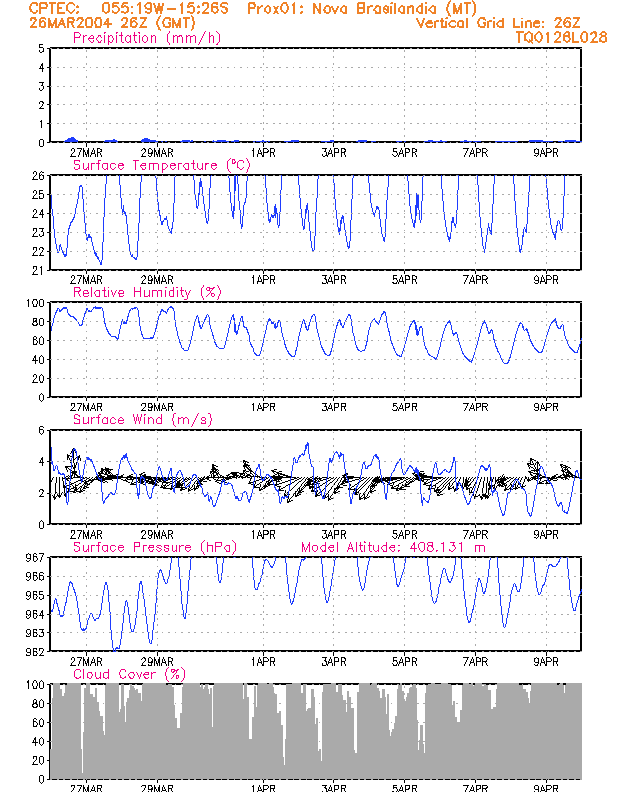 CPTEC: 055:19W-15:26S Prox01: Nova Brasilandia (MT)
26MAR2004 26Z (GMT) Vertical Grid Line: 26Z
Precipitation (mm/h) TQ0126L028
5
4
3
2
1
0
27MAR 29MAR 1APR 3APR 5APR 7APR 9APR
Surface Temperature (ºC)
26
25
24
23
22
21
27MAR 29MAR 1APR 3APR 5APR 7APR 9APR
Relative Humidity (%)
100
80
60
40
20
0
27MAR 29MAR 1APR 3APR 5APR 7APR 9APR
Surface Wind (m/s)
6
4
2
0
27MAR 29MAR 1APR 3APR 5APR 7APR 9APR
Surface Pressure (hPa) Model Altitude: 408.131 m
967
966
965
964
963
962
27MAR 29MAR 1APR 3APR 5APR 7APR 9APR
Cloud Cover (%)
100
80
60
40
20
0
27MAR 29MAR 1APR 3APR 5APR 7APR 9APR